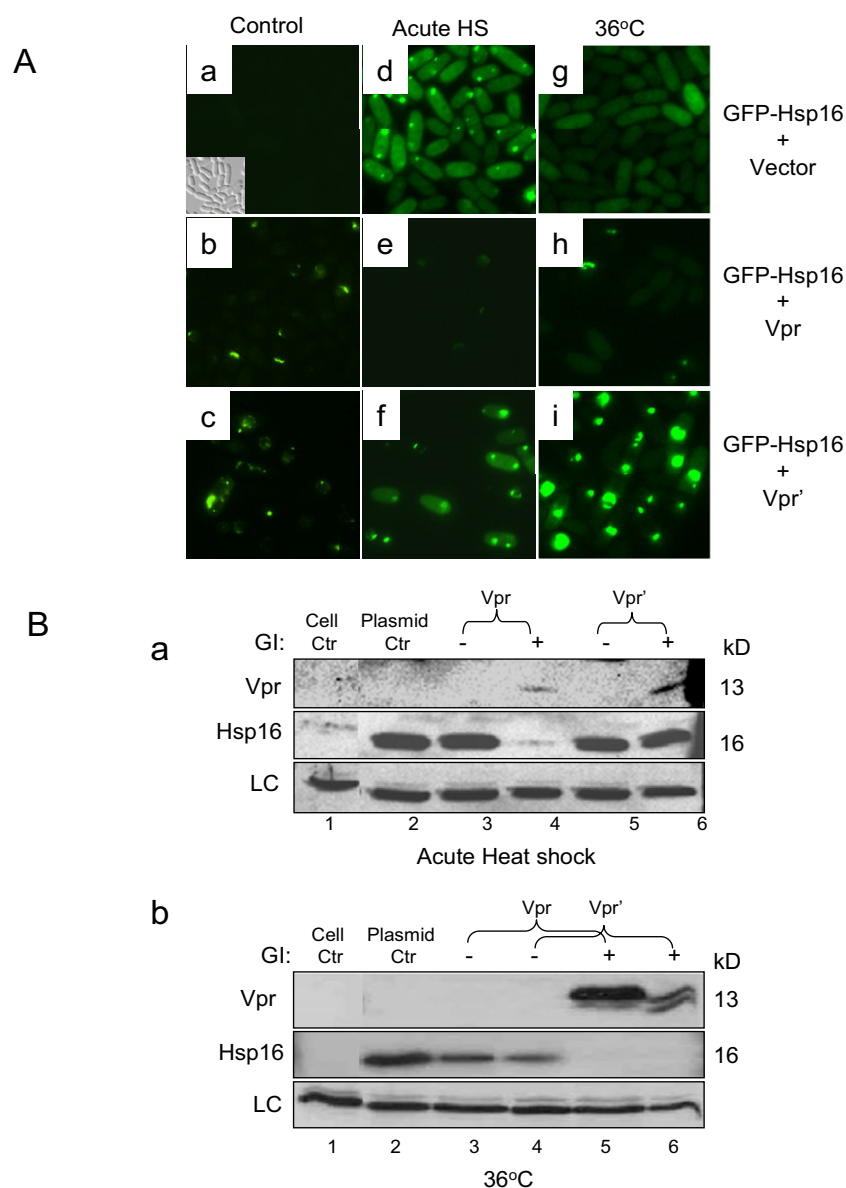 Control Acute HS 36°C
A
a d g
GFP-Hsp16
+
Vector
b e h
GFP-Hsp16
+
Vpr
c f i
GFP-Hsp16
+
Vpr'
B
a
Vpr Vpr'
Cell Plasmid
GI: Ctr Ctr - + - + kD
Vpr 13
Hsp16 16
LC
1 2 3 4 5 6
Acute Heat shock
b
Vpr Vpr'
Cell Plasmid
GI: Ctr Ctr - - + + kD
Vpr 13
Hsp16 16
LC
1 2 3 4 5 6
36°C